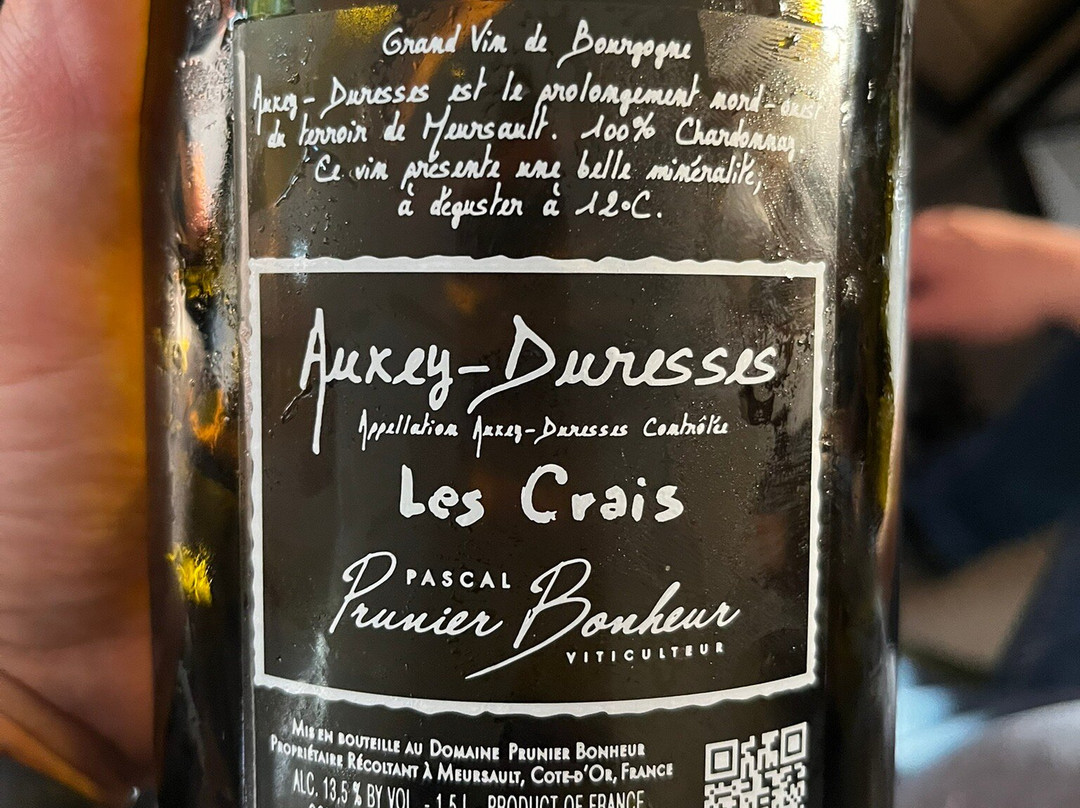 Grand Vin de Bourgogne
Auxey-Duresses est le prolongement nord-ouest
du terroir de Meursault. 100% Chardonnay.
Ce vin présente une belle minéralité,
à déguster à 12°C.
Auxey-Duresses
Appellation Auxey-Duresses Contrôlée
Les Crais
PASCAL
Prunier Bonheur
VITICULTEUR
MIS EN BOUTEILLE AU DOMAINE PRUNIER BONHEUR
PROPRIÉTAIRE RÉCOLTANT À MEURSAULT, COTE-D'OR, FRANCE
ALC. 13,5 % BY VOL. - 1,5 L PRODUCT OF FRANCE